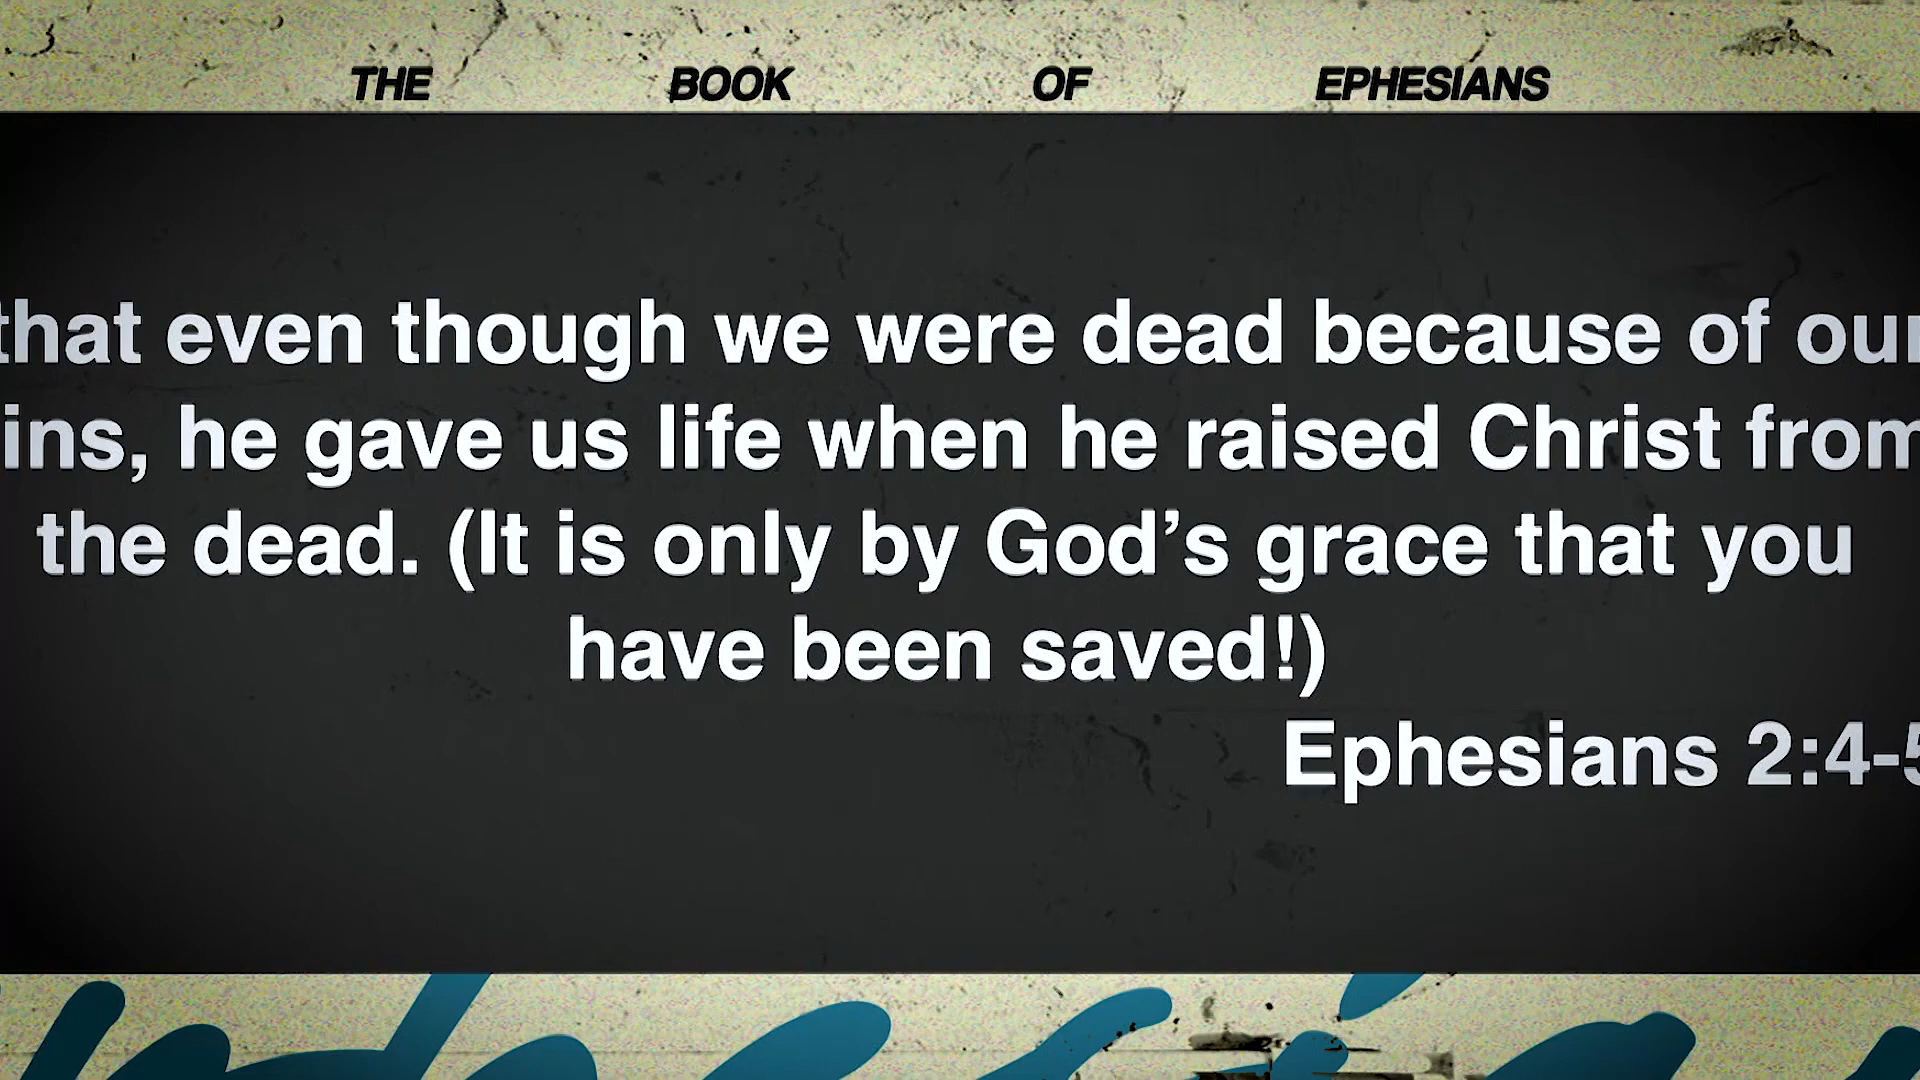 THE BOOK OF EPHESIANS
that even though we were dead because of our
ins, he gave us life when he raised Christ from
the dead. (It is only by God’s grace that you
have been saved!)
Ephesians 2:4-5